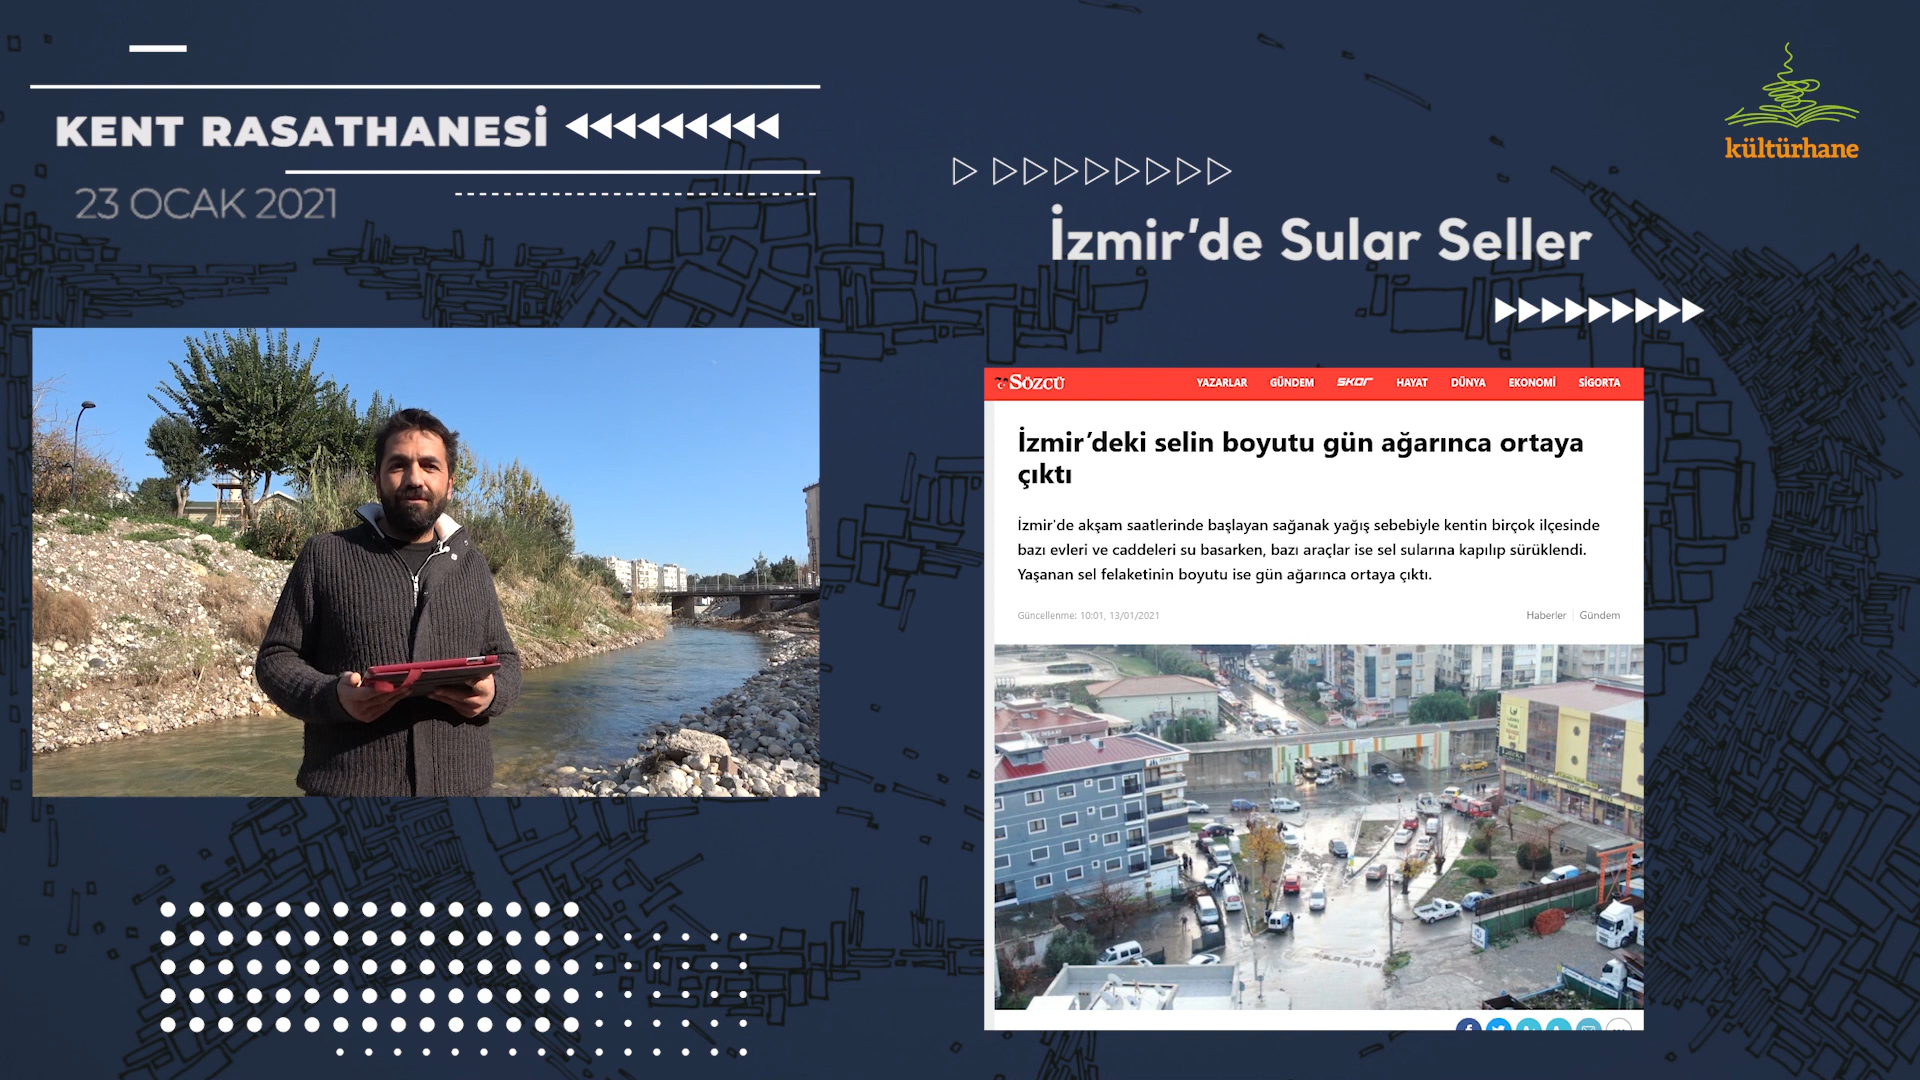 KENT RASATHANESİ
23 OCAK 2021
kültürhane
İzmir’de Sular Seller
SÖZCÜ YAZARLAR GÜNDEM SKOR HAYAT DÜNYA EKONOMİ SİGORTA
İzmir’deki selin boyutu gün ağarınca ortaya
çıktı
İzmir'de akşam saatlerinde başlayan sağanak yağış sebebiyle kentin birçok ilçesinde
bazı evleri ve caddeleri su basarken, bazı araçlar ise sel sularına kapılıp sürüklendi.
Yaşanan sel felaketinin boyutu ise gün ağarınca ortaya çıktı.
Güncellenme: 10:01, 13/01/2021 Haberler Gündem